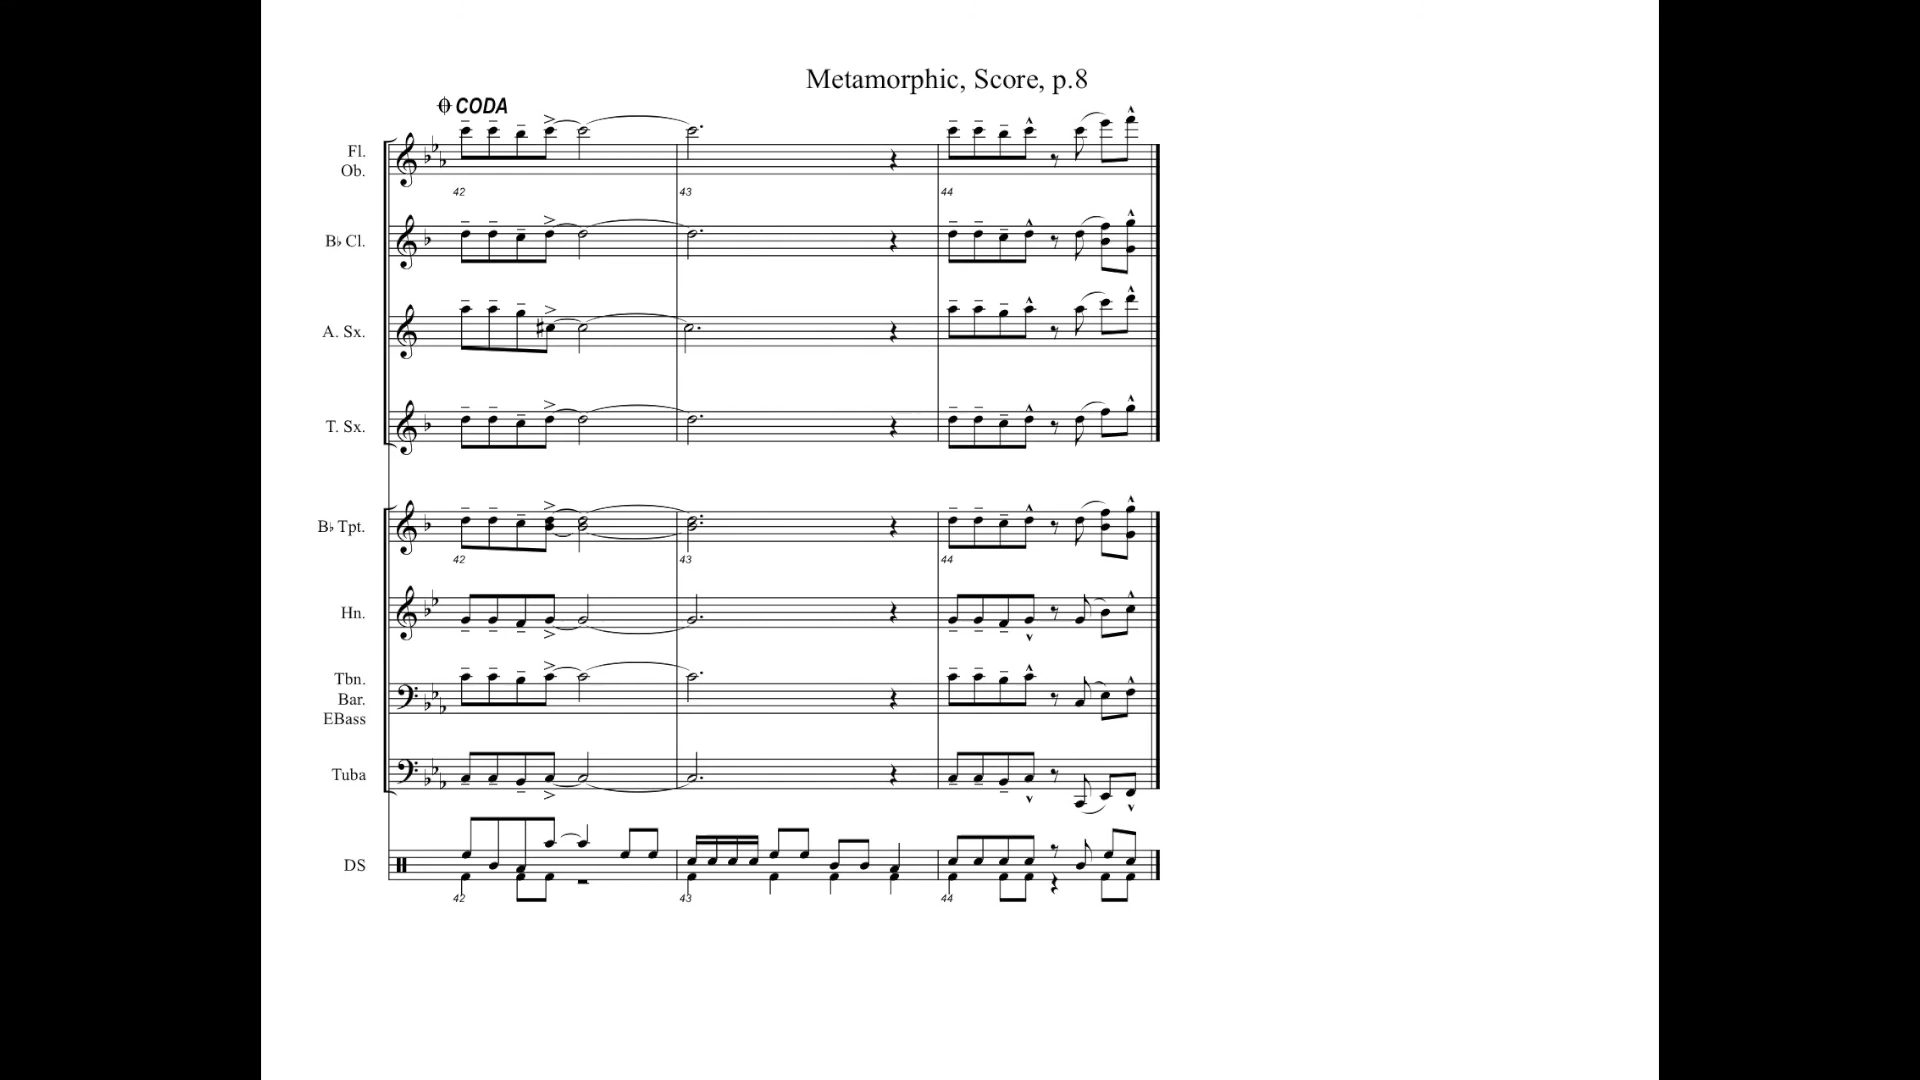 Metamorphic, Score, p.8
CODA
Fl.
Ob.
42 43 44
B♭ Cl.
A. Sx.
T. Sx.
B♭ Tpt.
42 43 44
Hn.
Tbn.
Bar.
EBass
Tuba
DS
42 43 44